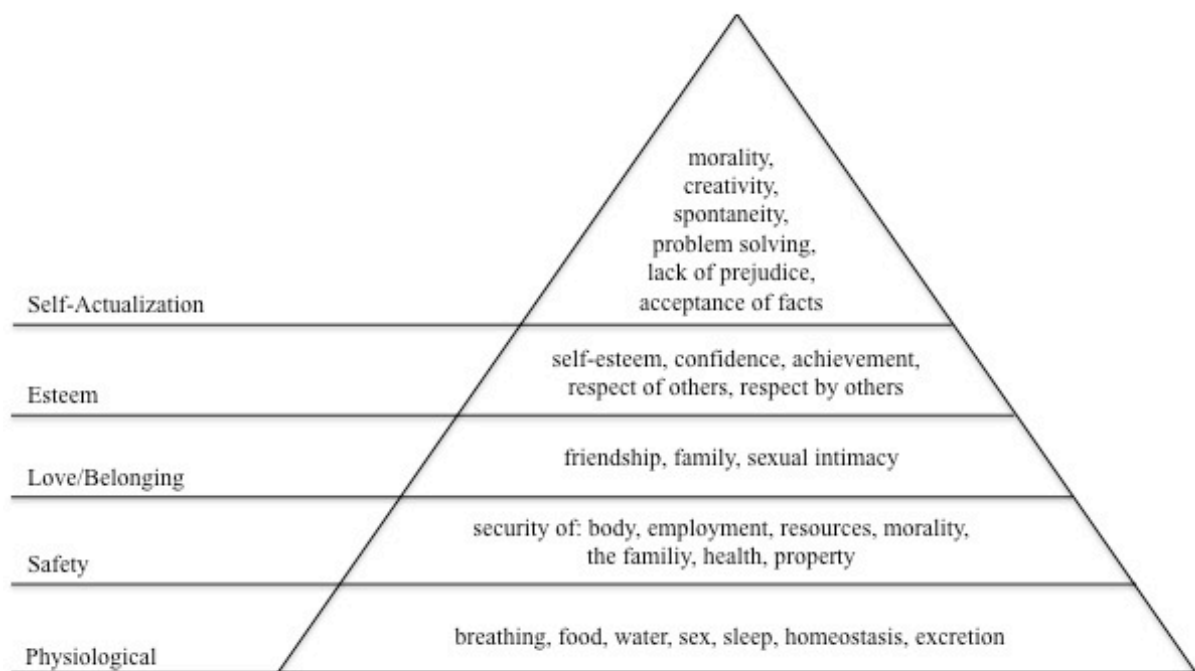 morality,
creativity,
spontaneity,
problem solving,
lack of prejudice,
acceptance of facts
Self-Actualization
self-esteem, confidence, achievement,
respect of others, respect by others
Esteem
friendship, family, sexual intimacy
Love/Belonging
security of: body, employment, resources, morality,
the familiy, health, property
Safety
breathing, food, water, sex, sleep, homeostasis, excretion
Physiological